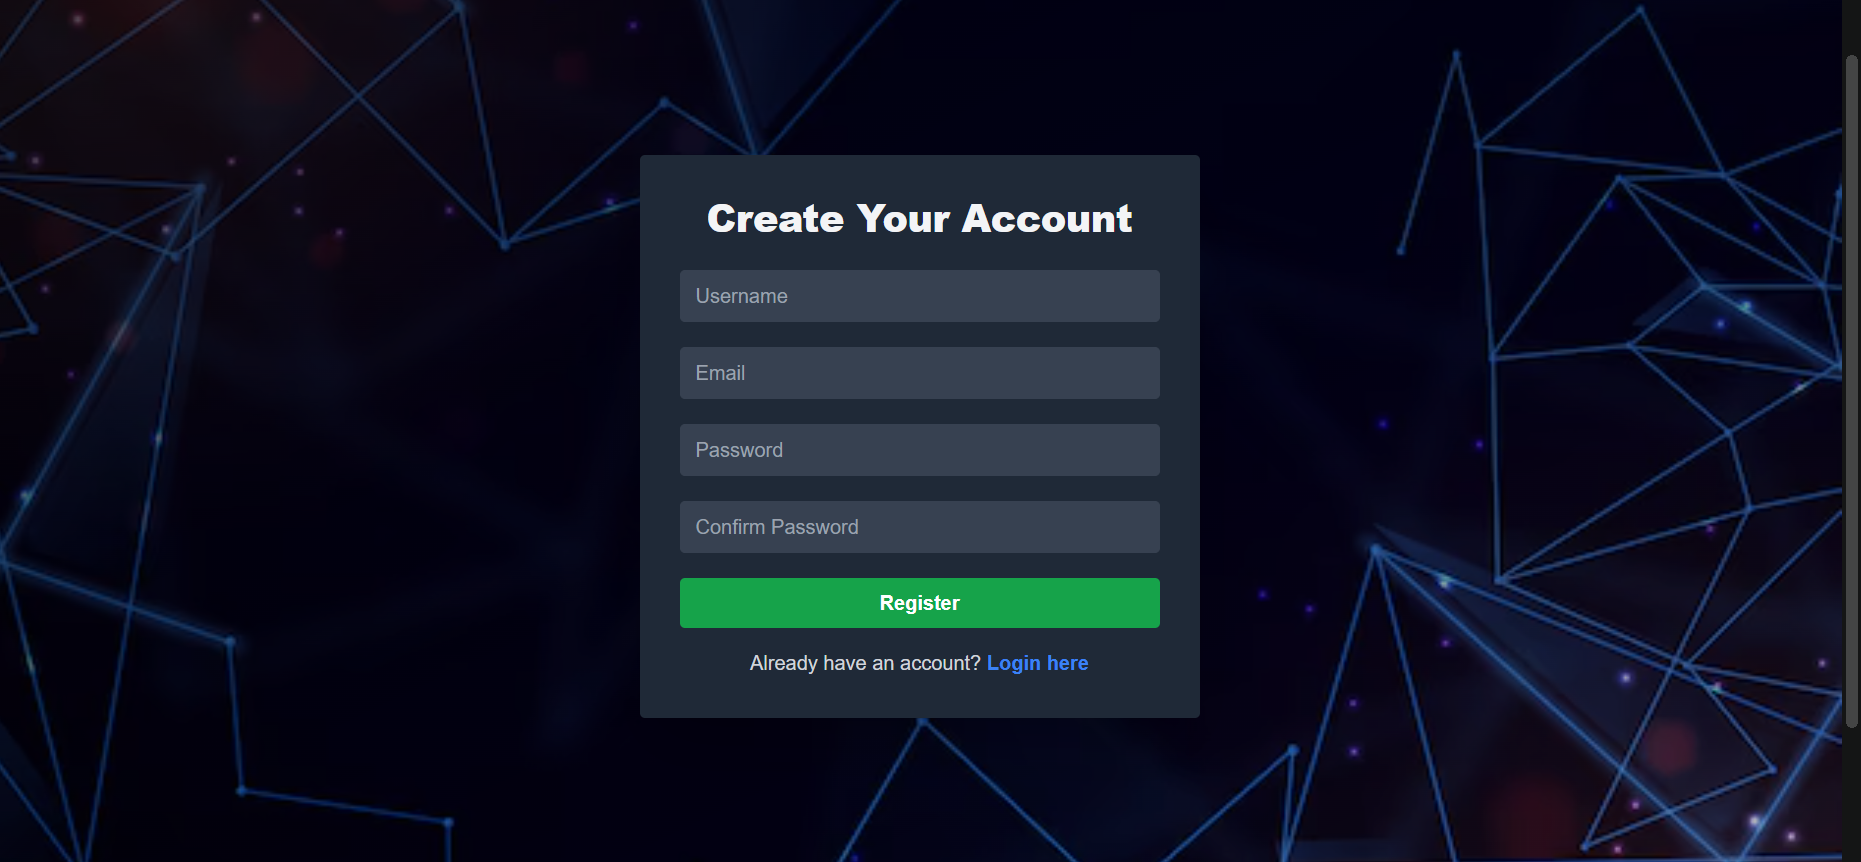 Create Your Account
Username
Email
Password
Confirm Password
Register
Already have an account? Login here